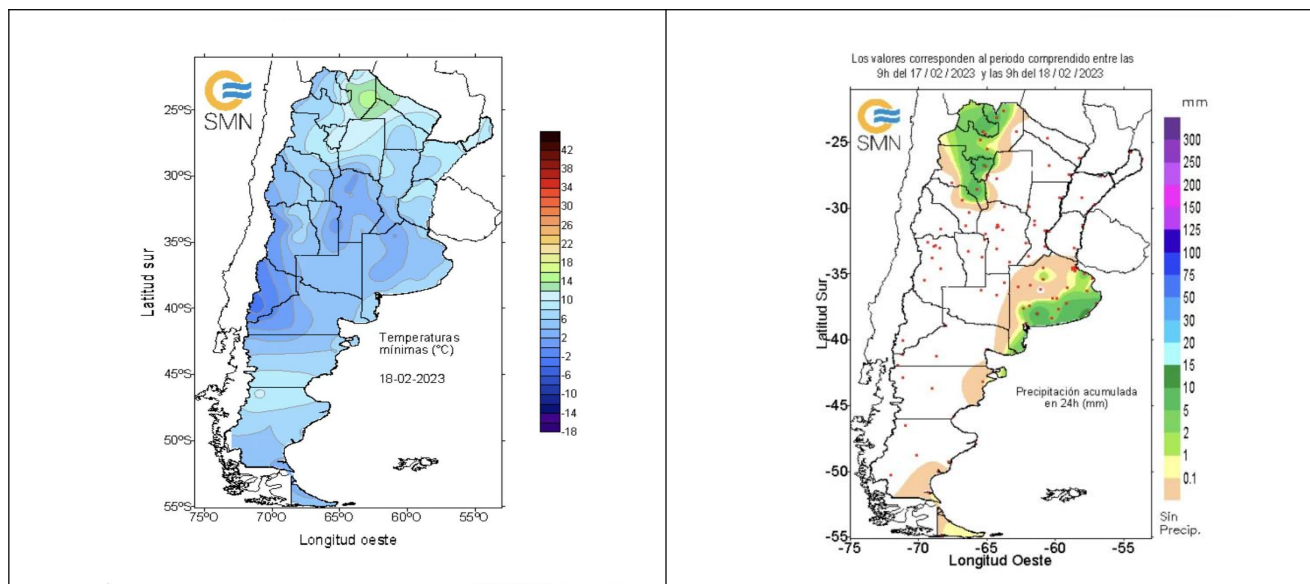 SMN
25ºS
30ºS
35ºS
40ºS
45ºS
50ºS
55ºS
Latitud sur
75ºO
70ºO
65ºO
60ºO
55ºO
Longitud oeste
Temperaturas
mínimas (°C)
18-02-2023
42
38
34
30
26
22
18
14
10
6
2
-2
-6
-10
-14
-18
Los valores corresponden al periodo comprendido entre las
9h del 17 / 02 / 2023 y las 9h del 18 / 02 / 2023
SMN
-25
-30
-35
-40
-45
-50
-55
Latitud Sur
-75
-70
-65
-60
-55
Longitud Oeste
Precipitación acumulada
en 24h (mm)
mm
300
250
200
150
125
100
75
50
30
20
15
10
5
2
1
0.1
Sin
Precip.